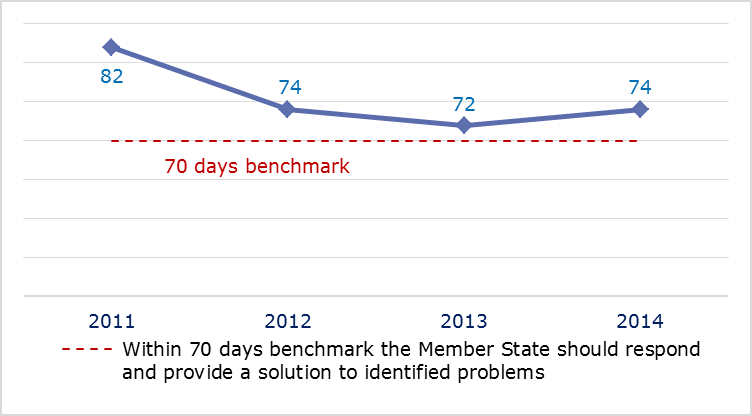 82
74
72
74
70 days benchmark
2011 2012 2013 2014
Within 70 days benchmark the Member State should respond
and provide a solution to identified problems